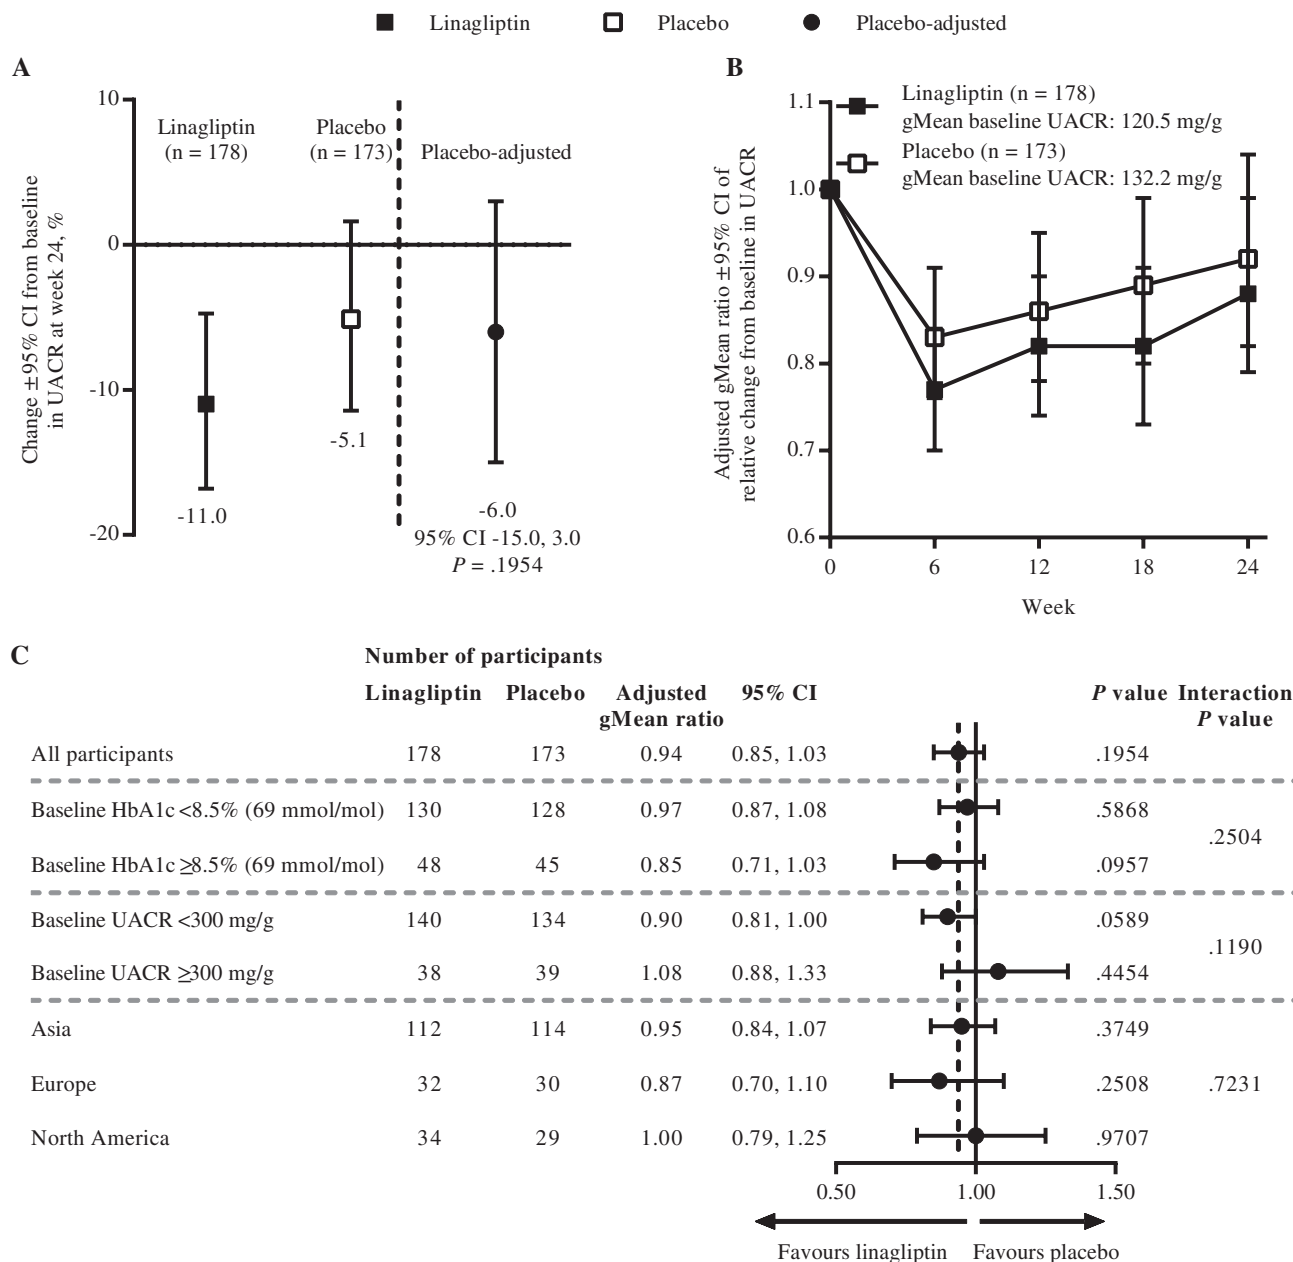 Linagliptin Placebo Placebo-adjusted
A
Change ±95% CI from baseline
in UACR at week 24, %
10
0
-10
-20
Linagliptin
(n = 178)
Placebo
(n = 173)
Placebo-adjusted
-11.0
-5.1
-6.0
95% CI -15.0, 3.0
P = .1954
B
Adjusted gMean ratio ±95% CI of
relative change from baseline in UACR
1.1
1.0
0.9
0.8
0.7
0.6
Linagliptin (n = 178)
gMean baseline UACR: 120.5 mg/g
Placebo (n = 173)
gMean baseline UACR: 132.2 mg/g
0 6 12 18 24
Week
C
Number of participants
Linagliptin Placebo Adjusted 95% CI P value Interaction
gMean ratio P value
All participants 178 173 0.94 0.85, 1.03 .1954
Baseline HbA1c <8.5% (69 mmol/mol) 130 128 0.97 0.87, 1.08 .5868
.2504
Baseline HbA1c ≥8.5% (69 mmol/mol) 48 45 0.85 0.71, 1.03 .0957
Baseline UACR <300 mg/g 140 134 0.90 0.81, 1.00 .0589
.1190
Baseline UACR ≥300 mg/g 38 39 1.08 0.88, 1.33 .4454
Asia 112 114 0.95 0.84, 1.07 .3749
Europe 32 30 0.87 0.70, 1.10 .2508 .7231
North America 34 29 1.00 0.79, 1.25 .9707
0.50 1.00 1.50
Favours linagliptin Favours placebo